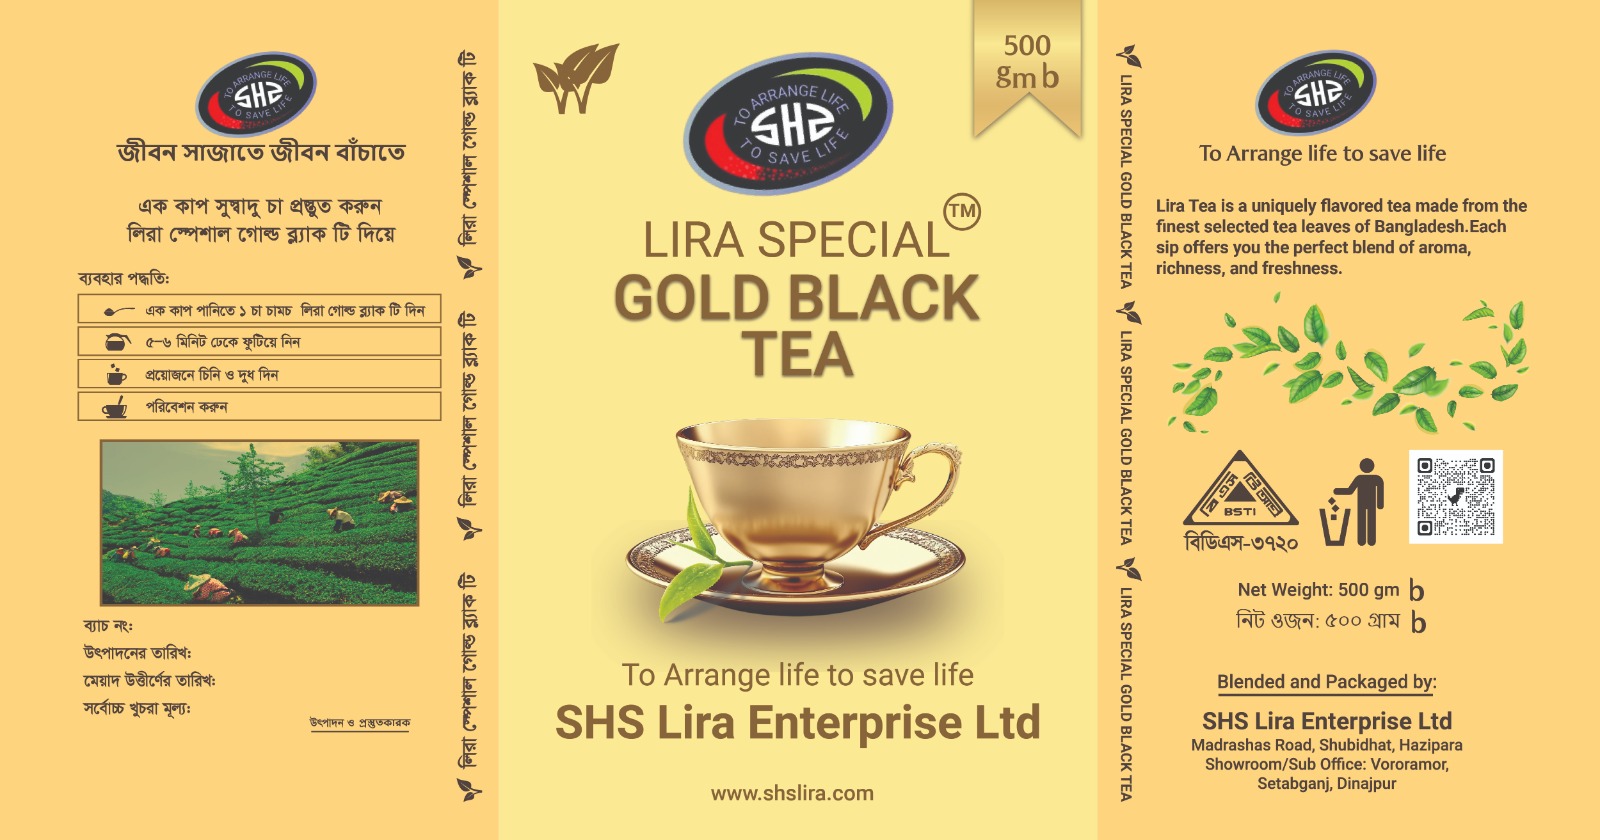 TO ARRANGE LIFE
SHS
TO SAVE LIFE
জীবন সাজাতে জীবন বাঁচাতে
এক কাপ সুস্বাদু চা প্রস্তুত করুন
লিরা স্পেশাল গোল্ড ব্ল্যাক টি দিয়ে
ব্যবহার পদ্ধতি:
এক কাপ পানিতে ১ চা চামচ লিরা গোল্ড ব্ল্যাক টি দিন
৫-৬ মিনিট ঢেকে ফুটিয়ে নিন
প্রয়োজনে চিনি ও দুধ দিন
পরিবেশন করুন
ব্যাচ নং:
উৎপাদনের তারিখ:
মেয়াদ উত্তীর্ণের তারিখ:
সর্বোচ্চ খুচরা মূল্য:
উৎপাদন ও প্রস্তুতকারক
লিরা স্পেশাল গোল্ড ব্ল্যাক টি
লিরা স্পেশাল গোল্ড ব্ল্যাক টি
লিরা স্পেশাল গোল্ড ব্ল্যাক টি
500
gm b
TO ARRANGE LIFE
SHS
TO SAVE LIFE
LIRA SPECIAL TM
GOLD BLACK
TEA
To Arrange life to save life
SHS Lira Enterprise Ltd
www.shslira.com
LIRA SPECIAL GOLD BLACK TEA
LIRA SPECIAL GOLD BLACK TEA
LIRA SPECIAL GOLD BLACK TEA
TO ARRANGE LIFE
SHS
TO SAVE LIFE
To Arrange life to save life
Lira Tea is a uniquely flavored tea made from the
finest selected tea leaves of Bangladesh.Each
sip offers you the perfect blend of aroma,
richness, and freshness.
বিএসটিআই
BSTI
বিডিএস-৩৭২০
Net Weight: 500 gm b
নিট ওজন: ৫০০ গ্রাম b
Blended and Packaged by:
SHS Lira Enterprise Ltd
Madrashas Road, Shubidhat, Hazipara
Showroom/Sub Office: Vororamor,
Setabganj, Dinajpur